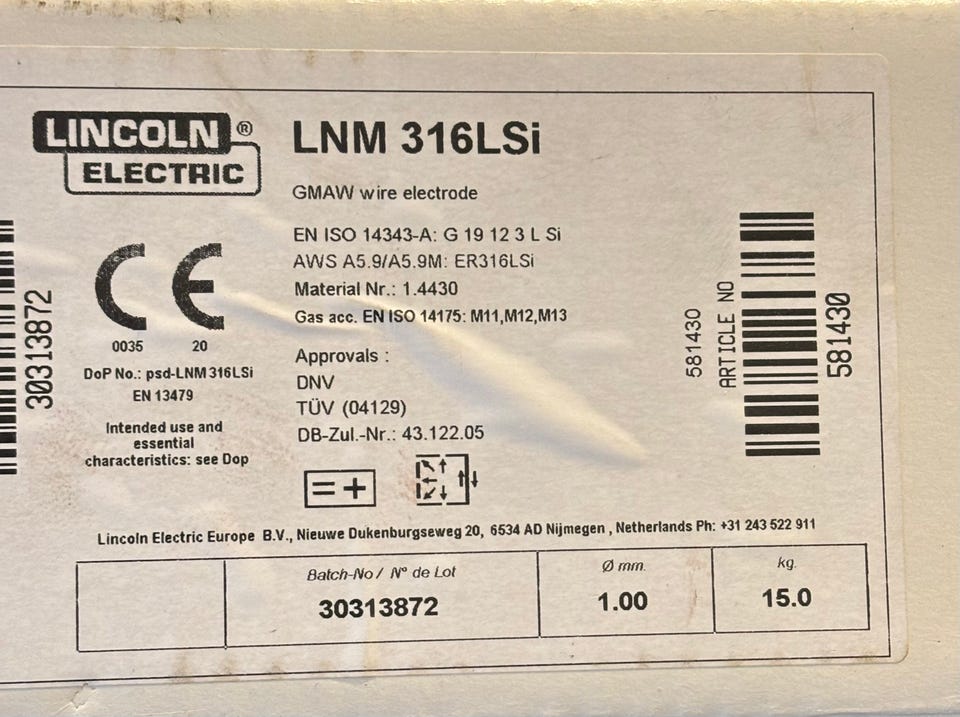 LINCOLN ®
ELECTRIC
LNM 316LSi
GMAW wire electrode
EN ISO 14343-A: G 19 12 3 L Si
AWS A5.9/A5.9M: ER316LSi
Material Nr.: 1.4430
Gas acc. EN ISO 14175: M11,M12,M13
Approvals :
DNV
TÜV (04129)
DB-Zul.-Nr.: 43.122.05
CE
0035 20
DoP No.: psd-LNM 316LSi
EN 13479
Intended use and
essential
characteristics: see Dop
=+
30313872
581430
ARTICLE NO
581430
Lincoln Electric Europe B.V., Nieuwe Dukenburgseweg 20, 6534 AD Nijmegen , Netherlands Ph: +31 243 522 911
Batch-No / N° de Lot
30313872
Ø mm.
1.00
kg.
15.0